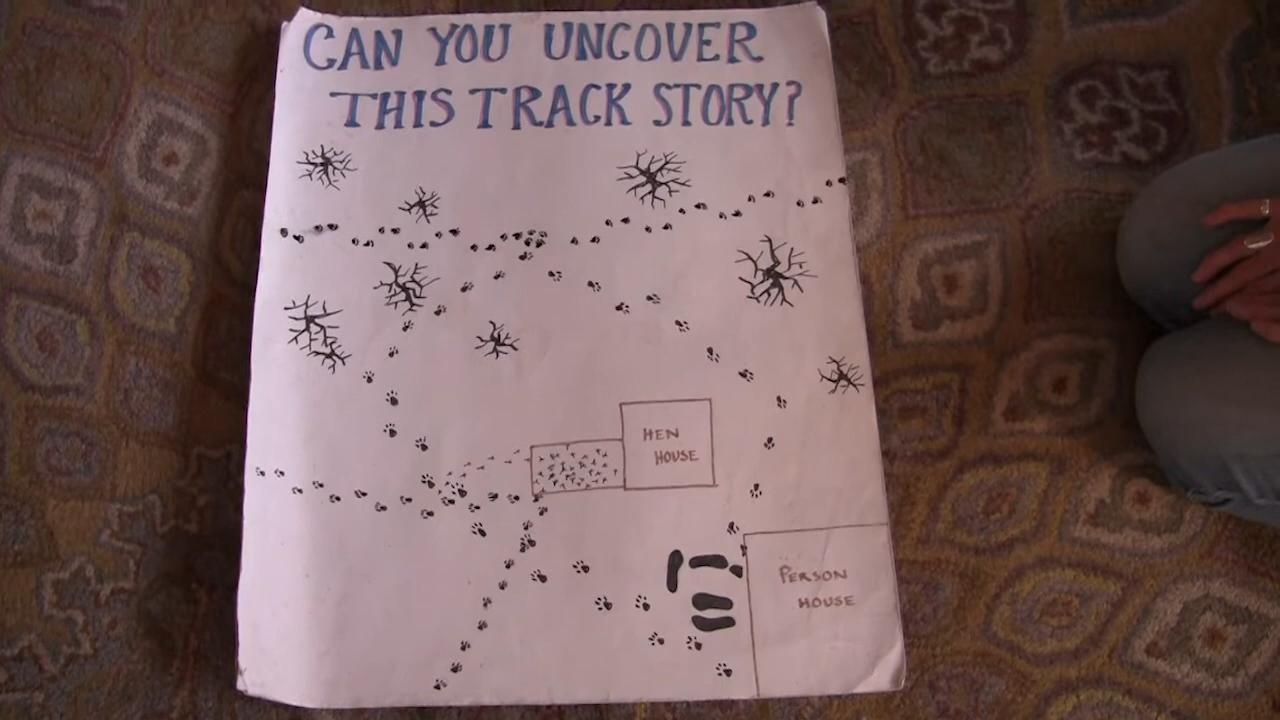 CAN YOU UNCOVER
THIS TRACK STORY?
HEN
HOUSE
PERSON
HOUSE